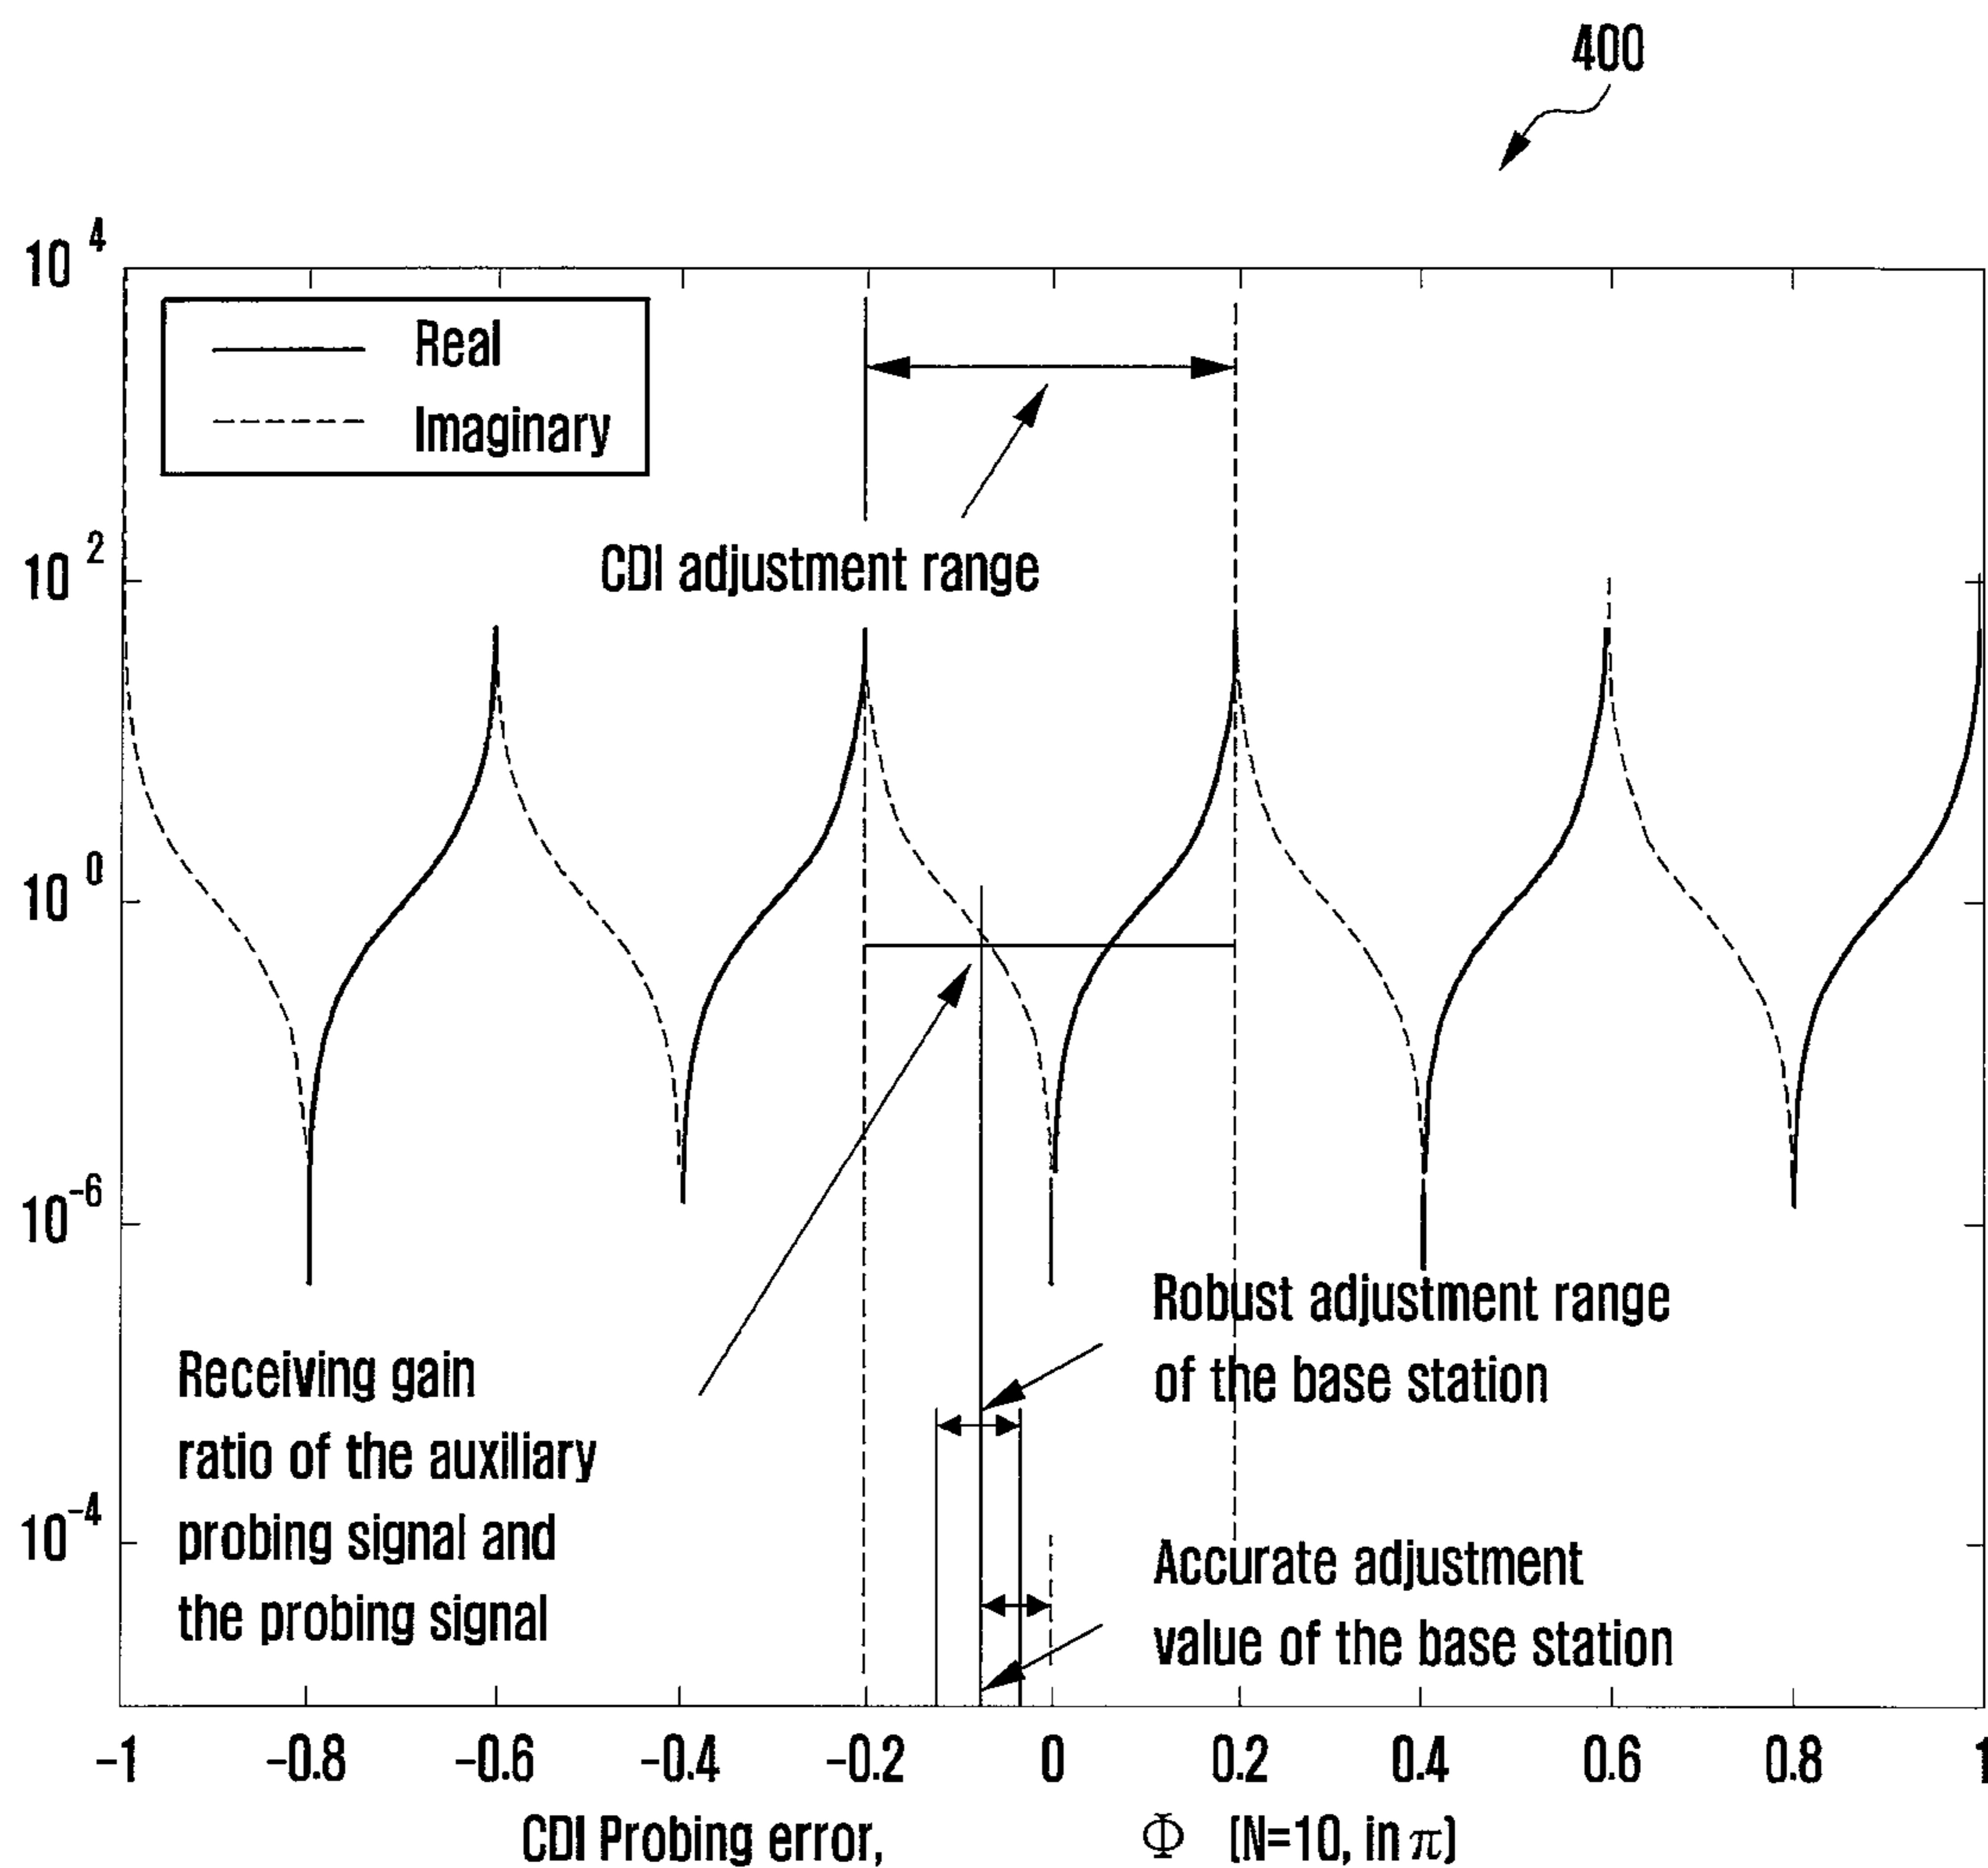 400
10 4
Real
Imaginary
CDI adjustment range
10 2
10 0
10 -6
10 -4
Robust adjustment range
of the base station
Receiving gain
ratio of the auxiliary
probing signal and
the probing signal
Accurate adjustment
value of the base station
-1 -0.8 -0.6 -0.4 -0.2 0 0.2 0.4 0.6 0.8 1
CDI Probing error, Φ [N=10, in π]